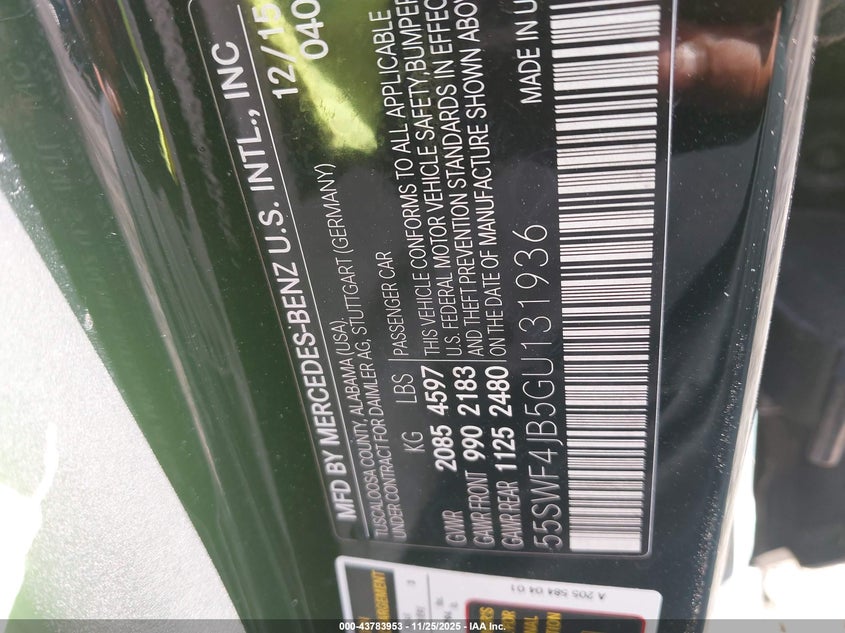 MFD BY MERCEDES-BENZ U.S. INTL., INC 12/15
TUSCALOOSA COUNTY, ALABAMA (USA), 040
UNDER CONTRACT FOR DAIMLER AG, STUTTGART (GERMANY)
KG LBS PASSENGER CAR
GVWR 2085 4597 THIS VEHICLE CONFORMS TO ALL APPLICABLE
U.S. FEDERAL MOTOR VEHICLE SAFETY, BUMPER
GAWR FRONT 990 2183 AND THEFT PREVENTION STANDARDS IN EFFEC
GAWR REAR 1125 2480 ON THE DATE OF MANUFACTURE SHOWN ABOV
55SWF4JB5GU131936 MADE IN U
A 205 584 04 01
000-43783953 - 11/25/2025 - IAA Inc.